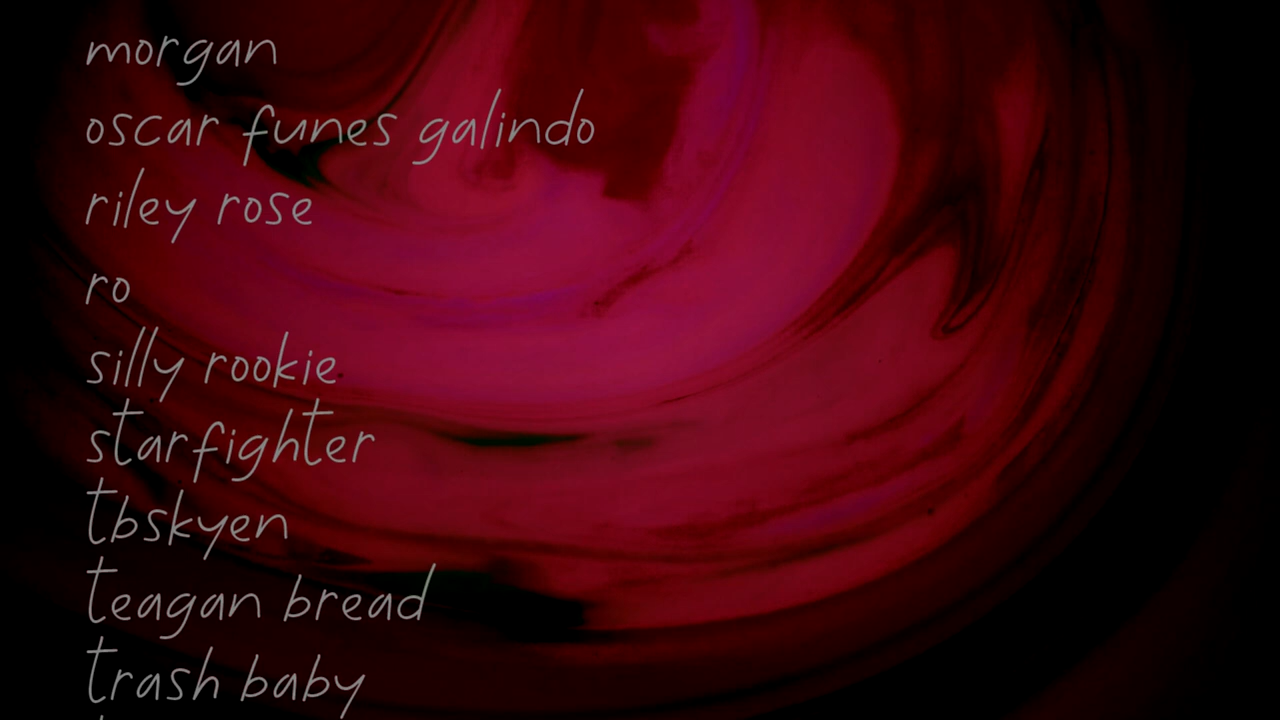 morgan
oscar funes galindo
riley rose
ro
silly rookie
starfighter
tbskyen
teagan bread
trash baby